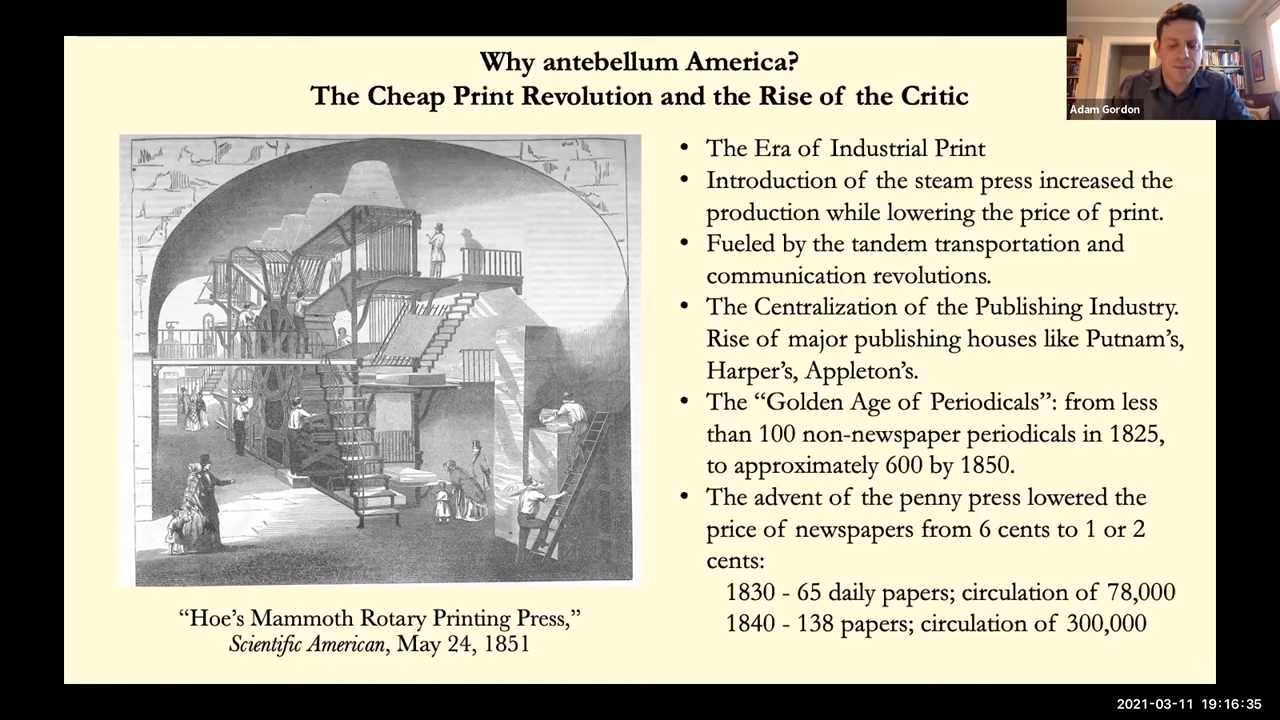 Why antebellum America?
The Cheap Print Revolution and the Rise of the Critic
Adam Gordon
• The Era of Industrial Print
• Introduction of the steam press increased the
production while lowering the price of print.
• Fueled by the tandem transportation and
communication revolutions.
• The Centralization of the Publishing Industry.
Rise of major publishing houses like Putnam’s,
Harper’s, Appleton’s.
• The “Golden Age of Periodicals”: from less
than 100 non-newspaper periodicals in 1825,
to approximately 600 by 1850.
• The advent of the penny press lowered the
price of newspapers from 6 cents to 1 or 2
cents:
1830 - 65 daily papers; circulation of 78,000
1840 - 138 papers; circulation of 300,000
“Hoe’s Mammoth Rotary Printing Press,”
Scientific American, May 24, 1851
2021-03-11 19:16:35